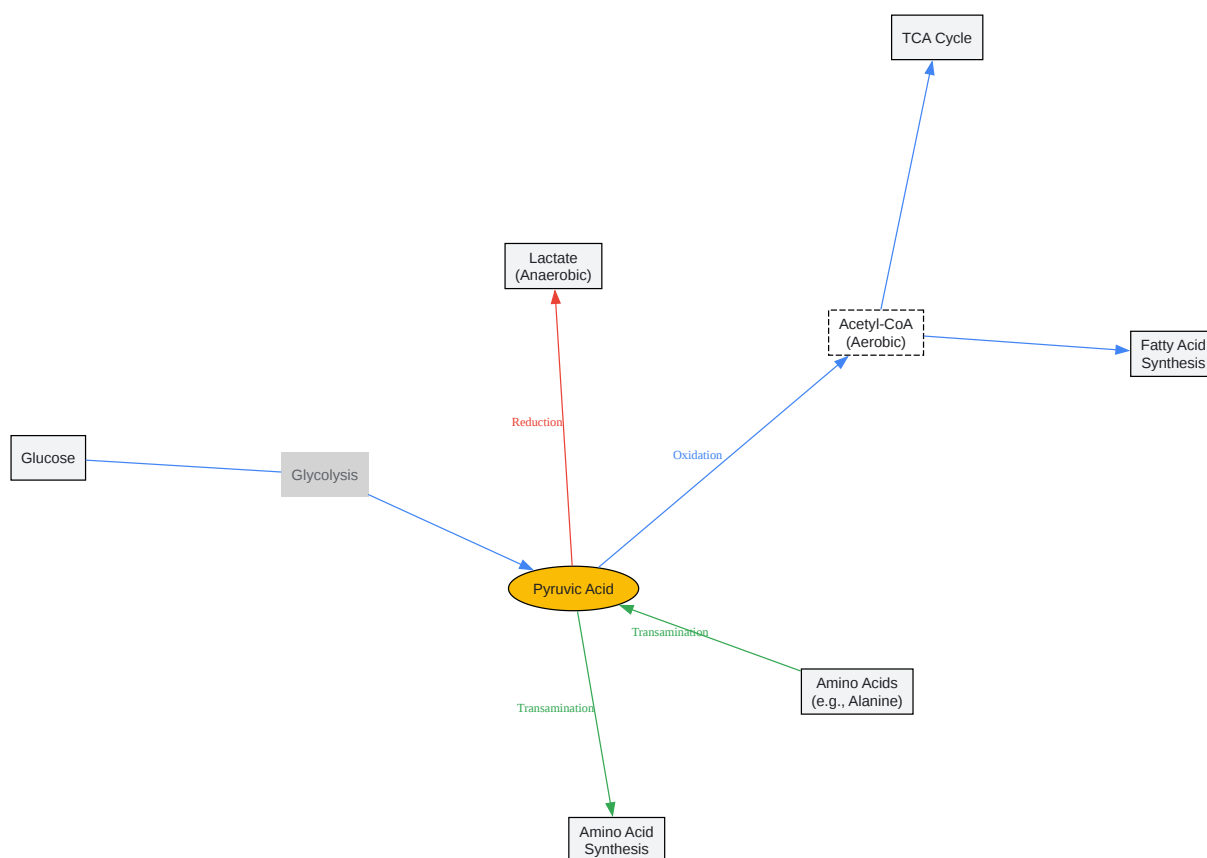 TCA Cycle
Lactate
(Anaerobic)
Acetyl-CoA
(Aerobic)
Fatty Acid
Synthesis
Reduction
Glucose
Glycolysis
Oxidation
Pyruvic Acid
Transamination
Amino Acids
(e.g., Alanine)
Transamination
Amino Acid
Synthesis